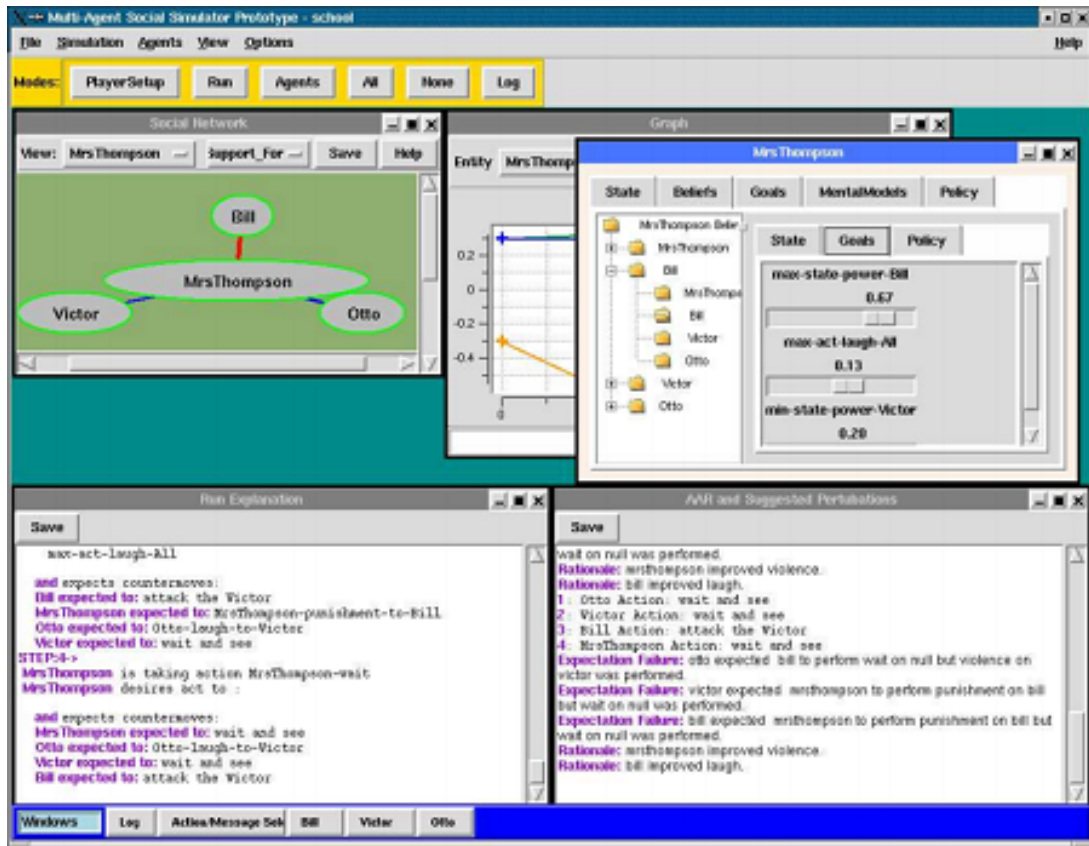 Multi-Agent Social Simulator Prototype - school
File Simulation Agents View Options Help
Modes: PlayerSetup Run Agents All None Log
Social Network
View: MrsThompson Support_For Save Help
Bill
MrsThompson
Victor Otto
Graph
Entity MrsThomp
0.2
-0.2
-0.4
0
MrsThompson
State Beliefs Goals MentalModels Policy
MrsThompson Belie
MrsThompson
Bill
MrsThomps
Bill
Victor
Otto
Victor
Otto
State Goals Policy
max-state-power-Bill
0.67
max-act-laugh-All
0.13
min-state-power-Victor
0.20
Run Explanation
Save
max-act-laugh-All
and expects countermoves:
Bill expected to: attack the Victor
MrsThompson expected to: MrsThompson-punishment-to-Bill
Otto expected to: Otto-laugh-to-Victor
Victor expected to: wait and see
STEP:4->
MrsThompson is taking action MrsThompson-wait
MrsThompson desires act to :
and expects countermoves:
MrsThompson expected to: wait and see
Otto expected to: Otto-laugh-to-Victor
Victor expected to: wait and see
Bill expected to: attack the Victor
AAR and Suggested Pertubations
Save
wait on null was performed.
Rationale: mrsthompson improved violence.
Rationale: bill improved laugh.
1: Otto Action: wait and see
2: Victor Action: wait and see
3: Bill Action: attack the Victor
4: MrsThompson Action: wait and see
Expectation Failure: otto expected bill to perform wait on null but violence on
victor was performed.
Expectation Failure: victor expected mrsthompson to perform punishment on bill
but wait on null was performed.
Expectation Failure: bill expected mrsthompson to perform punishment on bill but
wait on null was performed.
Rationale: mrsthompson improved violence.
Rationale: bill improved laugh.
Windows Log Action/Message Sele Bill Victor Otto